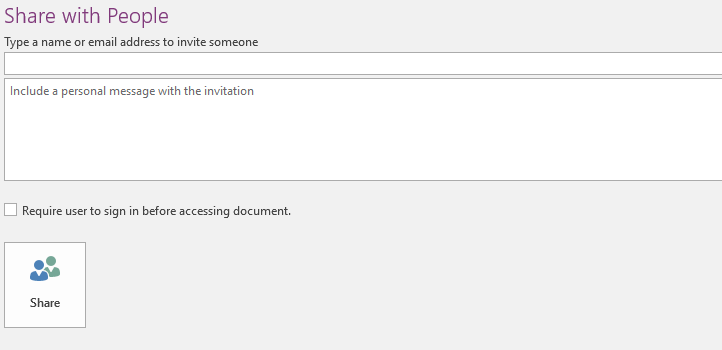 Share with People
Type a name or email address to invite someone
Include a personal message with the invitation
Require user to sign in before accessing document.
Share